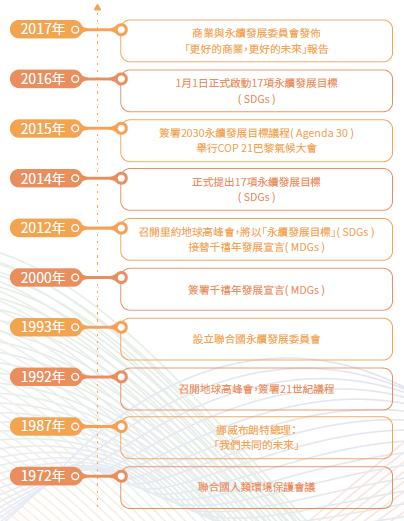 2017年
商業與永續發展委員會發佈
「更好的商業，更好的未來」報告
2016年
1月1日正式啟動17項永續發展目標
( SDGs )
2015年
簽署2030永續發展目標議程( Agenda 30 )
舉行COP 21巴黎氣候大會
2014年
正式提出17項永續發展目標
( SDGs )
2012年
召開里約地球高峰會，將以「永續發展目標」( SDGs )
接替千禧年發展宣言( MDGs )
2000年
簽署千禧年發展宣言( MDGs )
1993年
設立聯合國永續發展委員會
1992年
召開地球高峰會，簽署21世紀議程
1987年
挪威布朗特總理：
「我們共同的未來」
1972年
聯合國人類環境保護會議